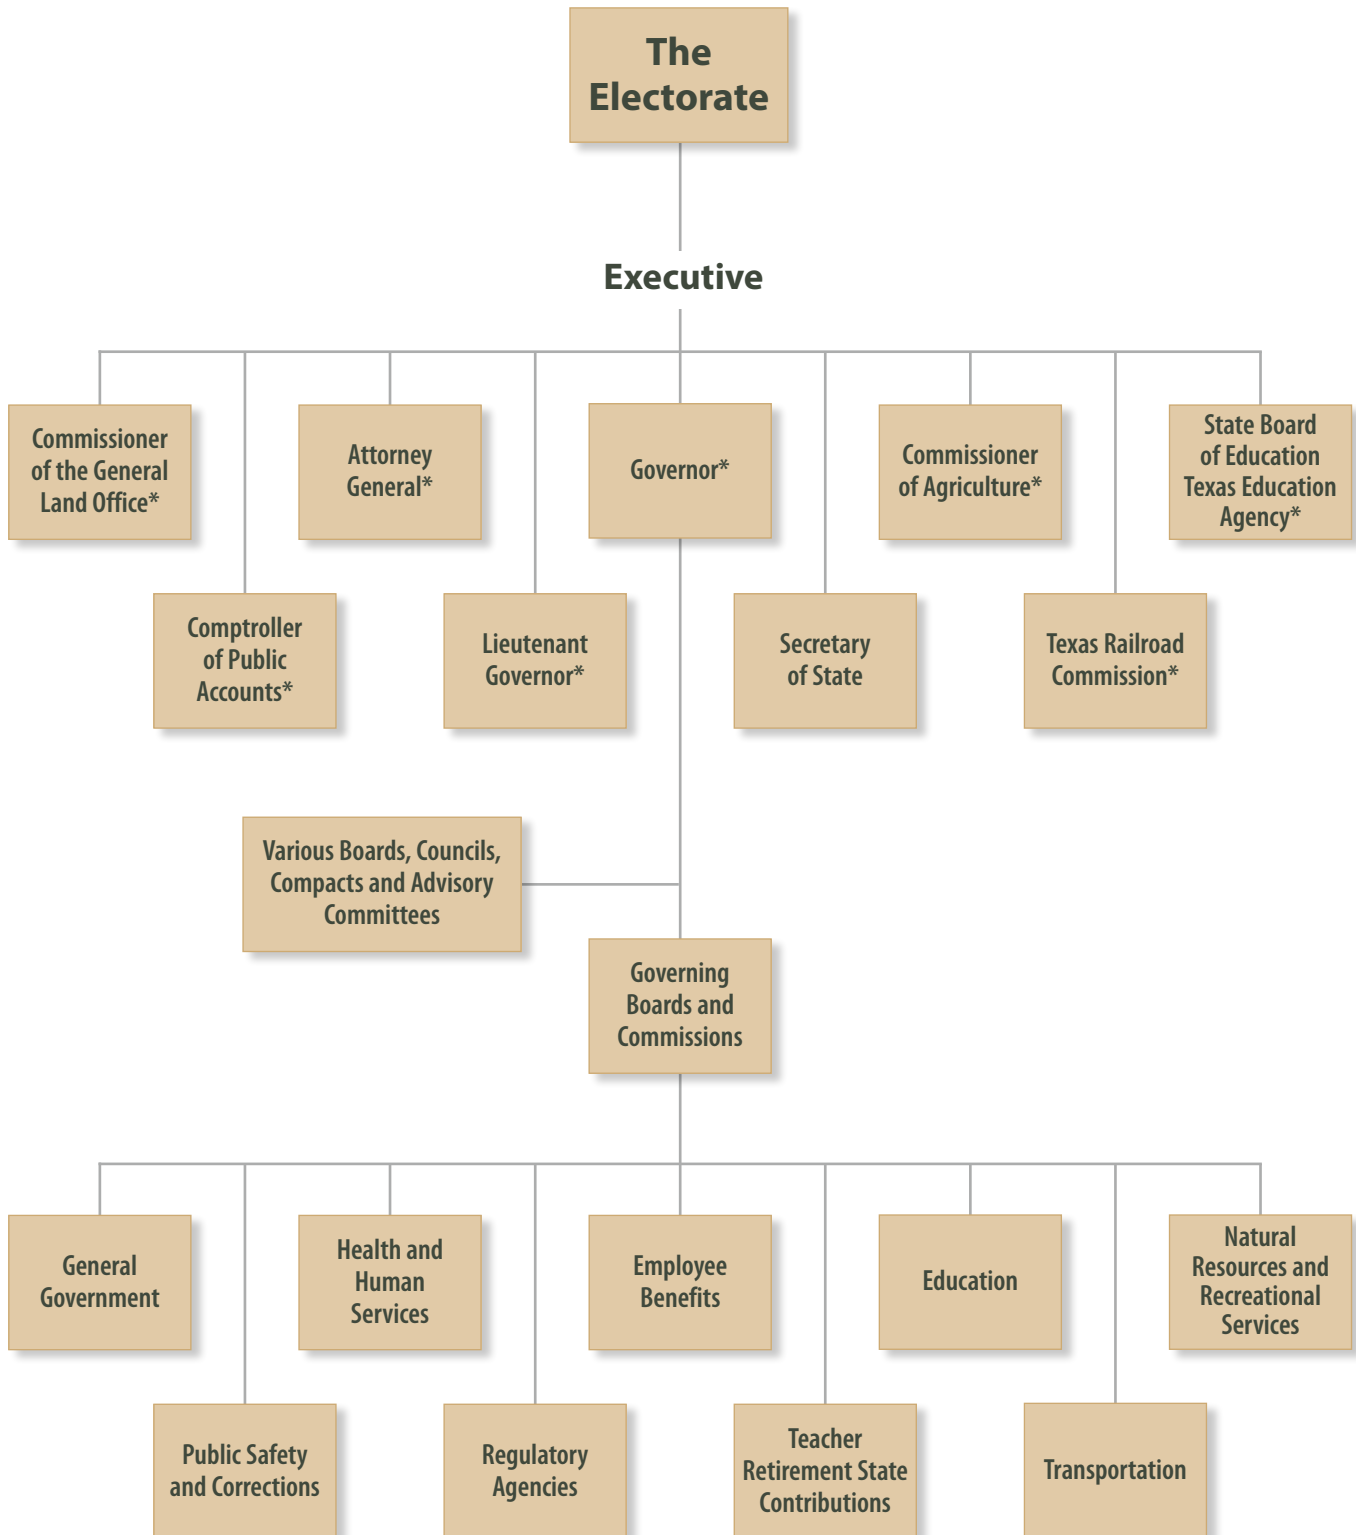 The
Electorate
Executive
Commissioner
of the General
Land Office*
Attorney
General*
Governor*
Commissioner
of Agriculture*
State Board
of Education
Texas Education
Agency*
Comptroller
of Public
Accounts*
Lieutenant
Governor*
Secretary
of State
Texas Railroad
Commission*
Various Boards, Councils,
Compacts and Advisory
Committees
Governing
Boards and
Commissions
General
Government
Health and
Human
Services
Employee
Benefits
Education
Natural
Resources and
Recreational
Services
Public Safety
and Corrections
Regulatory
Agencies
Teacher
Retirement State
Contributions
Transportation